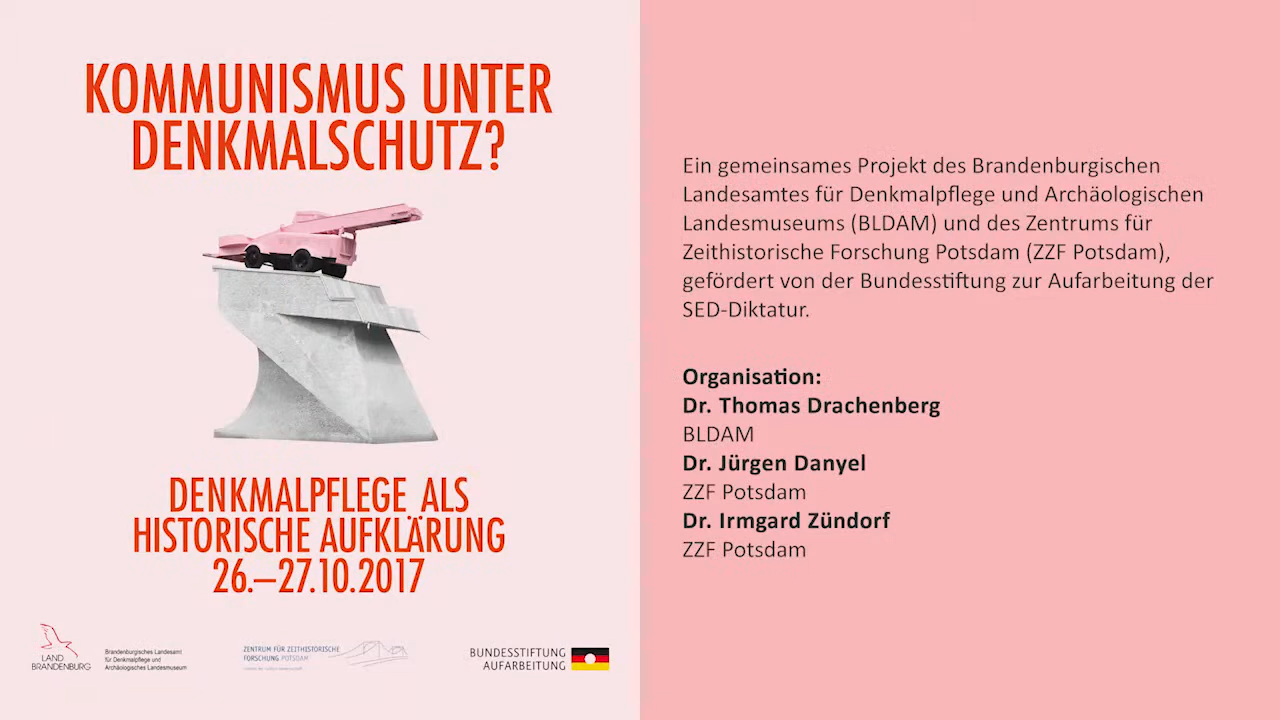 KOMMUNISMUS UNTER
DENKMALSCHUTZ?
DENKMALPFLEGE ALS
HISTORISCHE AUFKLÄRUNG
26.–27.10.2017
LAND
BRANDENBURG
Brandenburgisches Landesamt
für Denkmalpflege und
Archäologisches Landesmuseum
ZENTRUM FÜR ZEITHISTORISCHE
FORSCHUNG POTSDAM
BUNDESSTIFTUNG
AUFARBEITUNG
Ein gemeinsames Projekt des Brandenburgischen
Landesamtes für Denkmalpflege und Archäologischen
Landesmuseums (BLDAM) und des Zentrums für
Zeithistorische Forschung Potsdam (ZZF Potsdam),
gefördert von der Bundesstiftung zur Aufarbeitung der
SED-Diktatur.
Organisation:
Dr. Thomas Drachenberg
BLDAM
Dr. Jürgen Danyel
ZZF Potsdam
Dr. Irmgard Zündorf
ZZF Potsdam